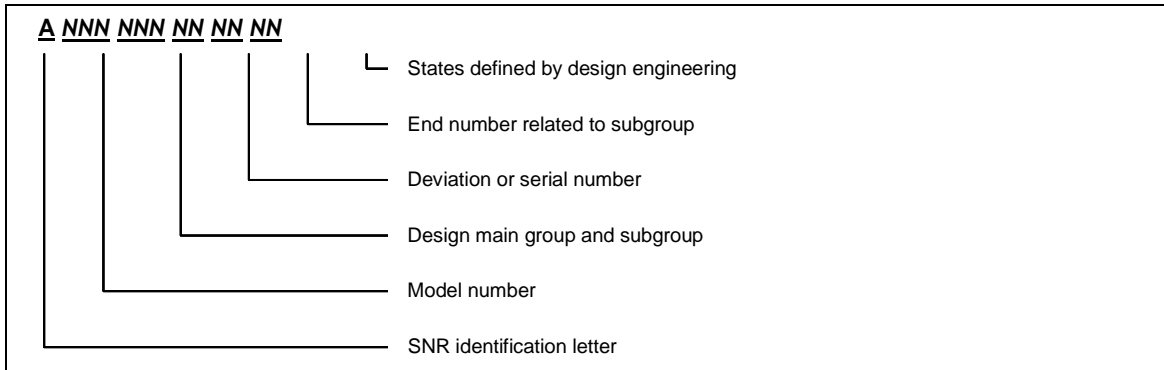 A NNN NNN NN NN NN
States defined by design engineering
End number related to subgroup
Deviation or serial number
Design main group and subgroup
Model number
SNR identification letter